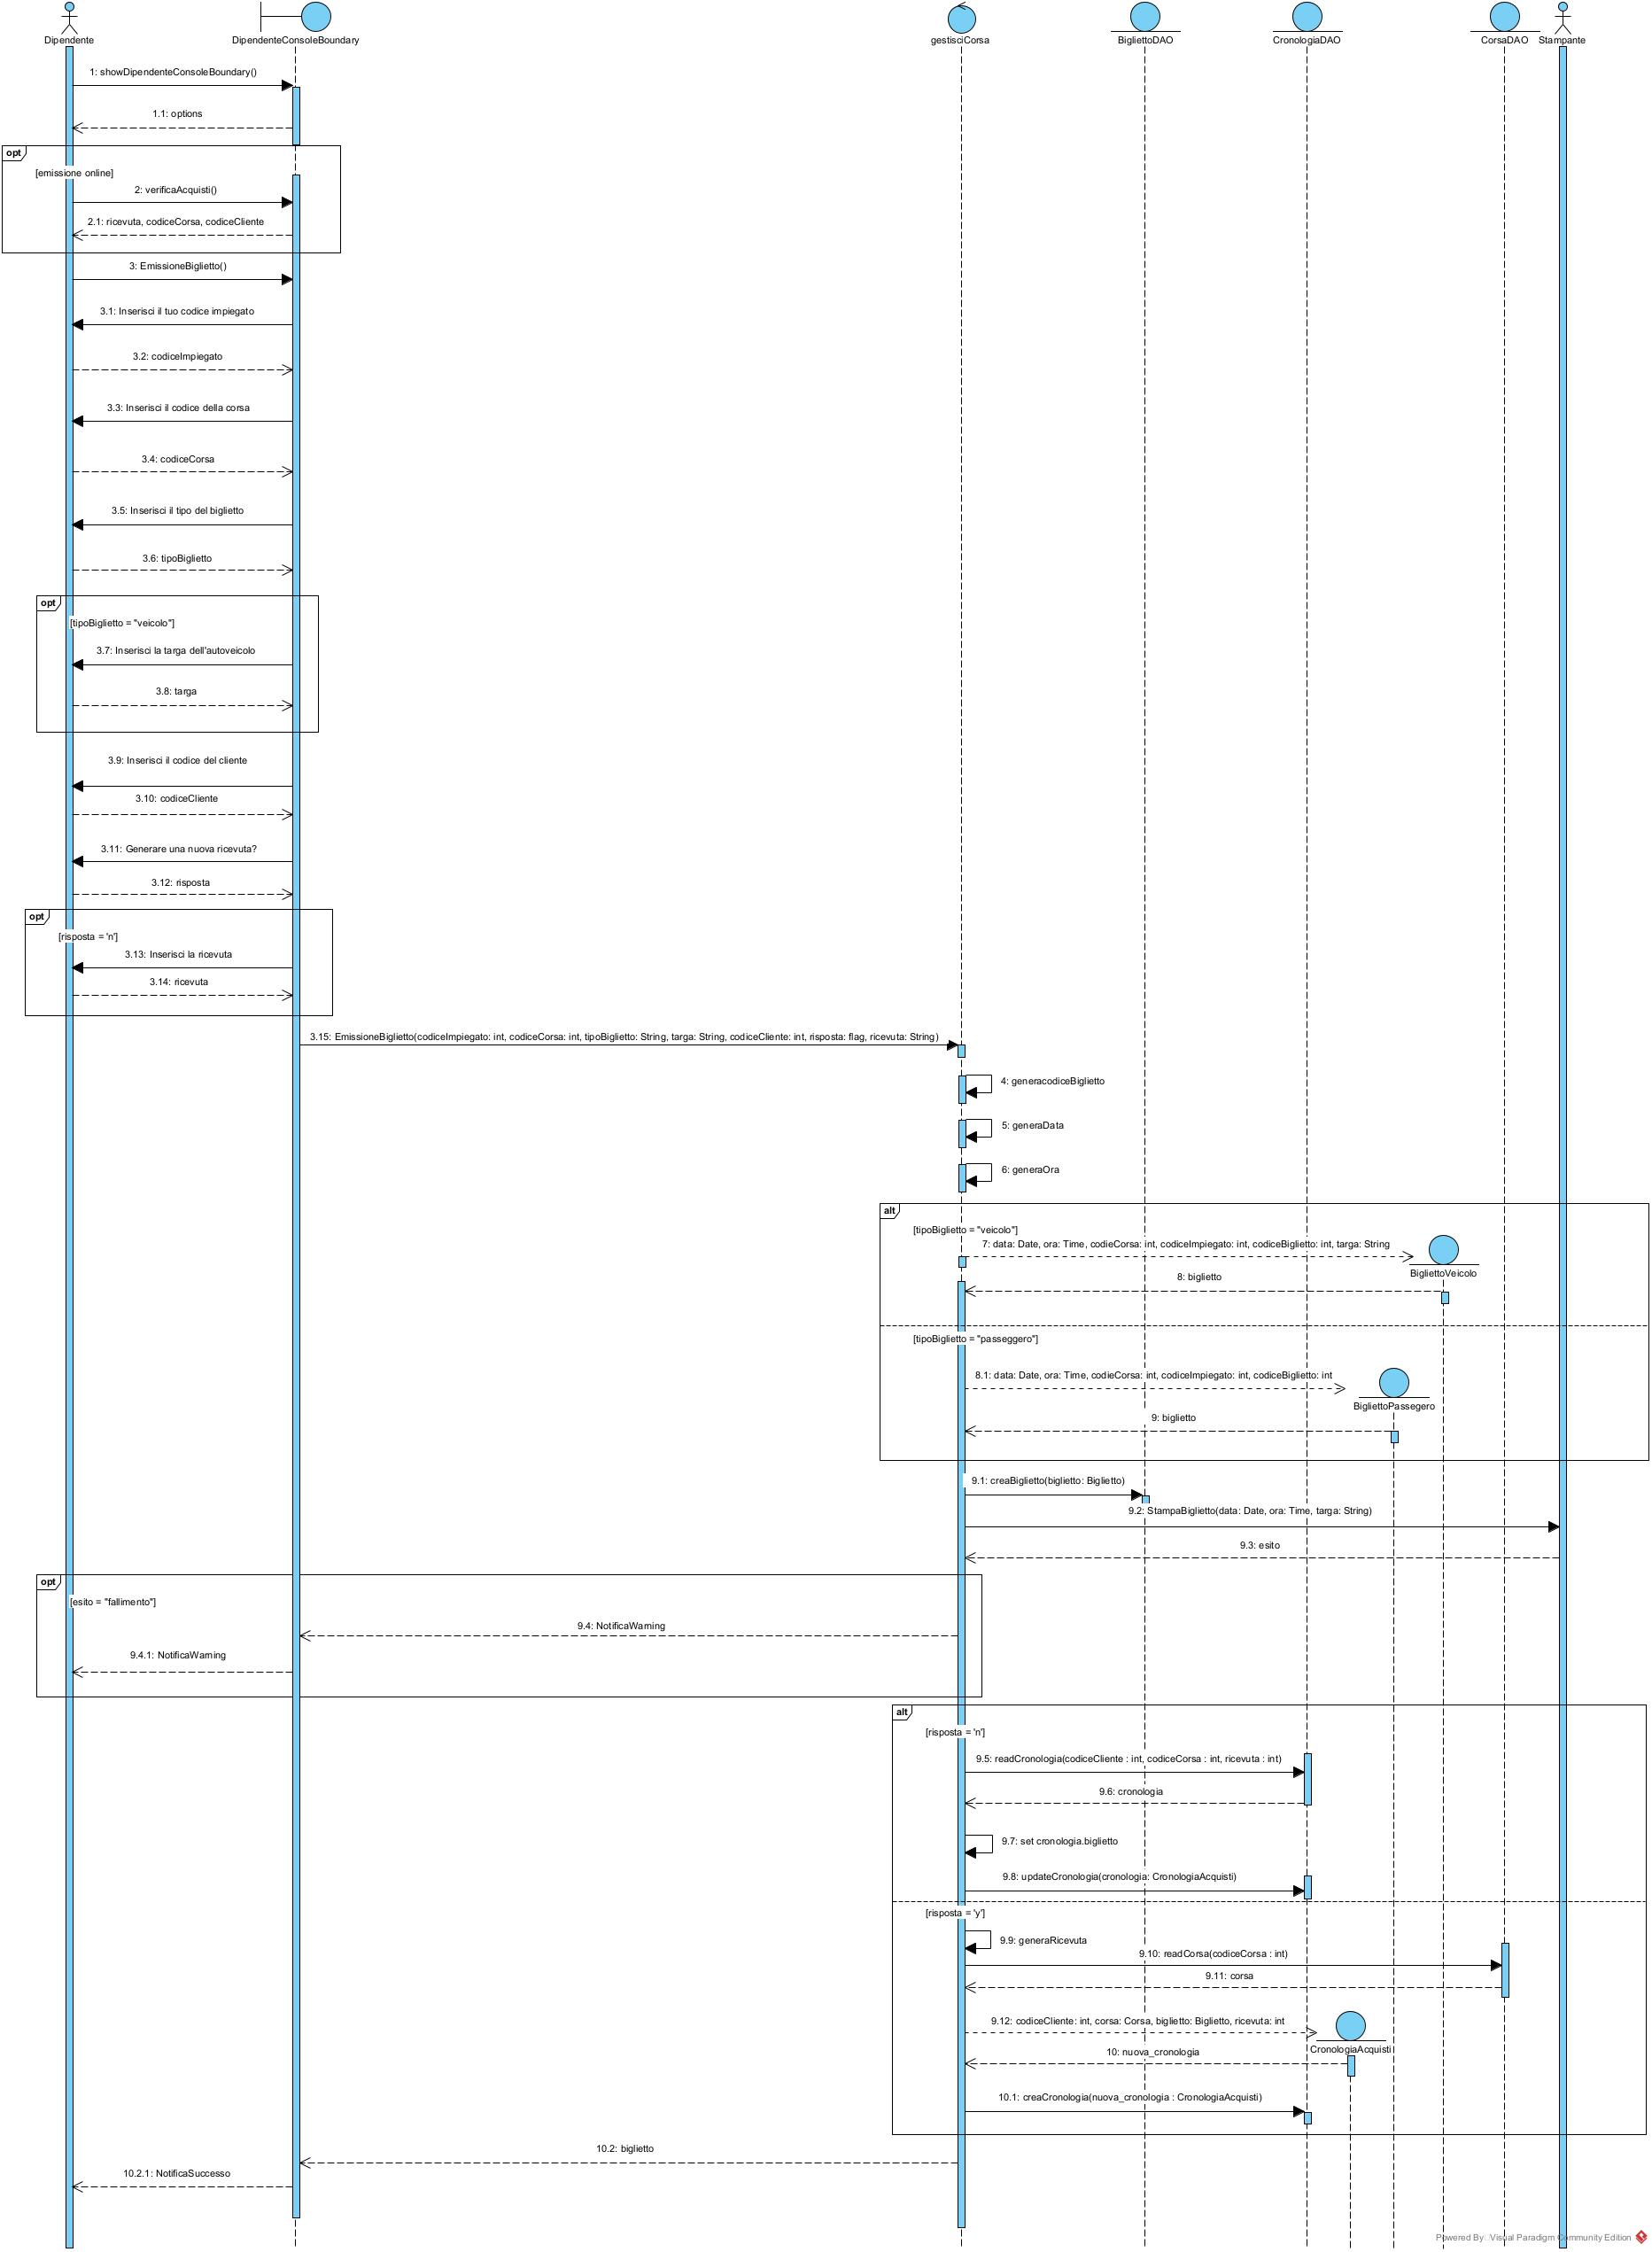 Dipendente
DipendenteConsoleBoundary
gestisciCorsa
BigliettoDAO
CronologiaDAO
CorsaDAO
Stampante
1: showDipendenteConsoleBoundary()
1.1: options
opt
[emissione online]
2: verificaAcquisti()
2.1: ricevuta, codiceCorsa, codiceCliente
3: EmissioneBiglietto()
3.1: Inserisci il tuo codice impiegato
3.2: codiceImpiegato
3.3: Inserisci il codice della corsa
3.4: codiceCorsa
3.5: Inserisci il tipo del biglietto
3.6: tipoBiglietto
opt
[tipoBiglietto = "veicolo"]
3.7: Inserisci la targa dell'autoveicolo
3.8: targa
3.9: Inserisci il codice del cliente
3.10: codiceCliente
3.11: Generare una nuova ricevuta?
3.12: risposta
opt
[risposta = 'n']
3.13: Inserisci la ricevuta
3.14: ricevuta
3.15: EmissioneBiglietto(codiceImpiegato: int, codiceCorsa: int, tipoBiglietto: String, targa: String, codiceCliente: int, risposta: flag, ricevuta: String)
4: generacodiceBiglietto
5: generaData
6: generaOra
alt
[tipoBiglietto = "veicolo"]
7: data: Date, ora: Time, codieCorsa: int, codiceImpiegato: int, codiceBiglietto: int, targa: String
BigliettoVeicolo
8: biglietto
[tipoBiglietto = "passeggero"]
8.1: data: Date, ora: Time, codieCorsa: int, codiceImpiegato: int, codiceBiglietto: int
BigliettoPassegero
9: biglietto
9.1: creaBiglietto(biglietto: Biglietto)
9.2: StampaBiglietto(data: Date, ora: Time, targa: String)
9.3: esito
opt
[esito = "fallimento"]
9.4: NotificaWarning
9.4.1: NotificaWarning
alt
[risposta = 'n']
9.5: readCronologia(codiceCliente : int, codiceCorsa : int, ricevuta : int)
9.6: cronologia
9.7: set cronologia.biglietto
9.8: updateCronologia(cronologia: CronologiaAcquisti)
[risposta = 'y']
9.9: generaRicevuta
9.10: readCorsa(codiceCorsa : int)
9.11: corsa
9.12: codiceCliente: int, corsa: Corsa, biglietto: Biglietto, ricevuta: int
CronologiaAcquisti
10: nuova_cronologia
10.1: creaCronologia(nuova_cronologia : CronologiaAcquisti)
10.2: biglietto
10.2.1: NotificaSuccesso
Powered By: Visual Paradigm Community Edition